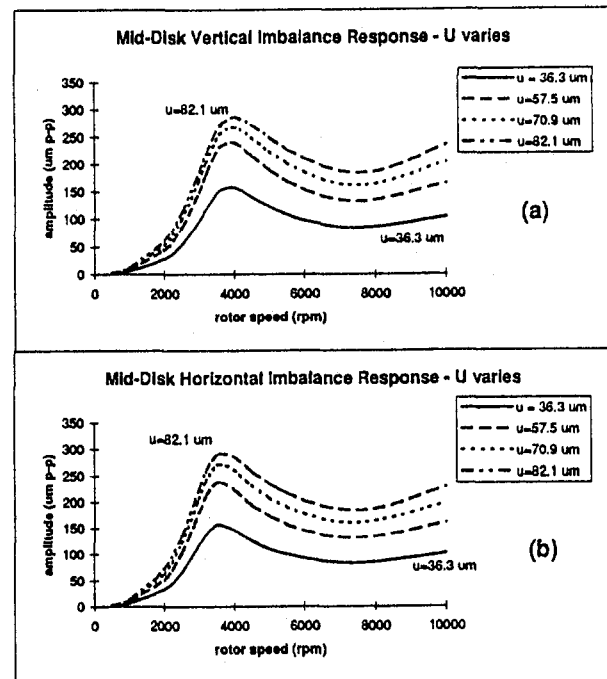 Mid-Disk Vertical Imbalance Response - U varies
350
300
250
200
150
100
50
0
amplitude (um p-p)
u=82.1 um
u=36.3 um
0 2000 4000 6000 8000 10000
rotor speed (rpm)
u = 36.3 um
u=57.5 um
u=70.9 um
u=82.1 um
(a)
Mid-Disk Horizontal Imbalance Response - U varies
350
300
250
200
150
100
50
0
amplitude (um p-p)
u=82.1 um
u=36.3 um
0 2000 4000 6000 8000 10000
rotor speed (rpm)
u = 36.3 um
u=57.5 um
u=70.9 um
u=82.1 um
(b)